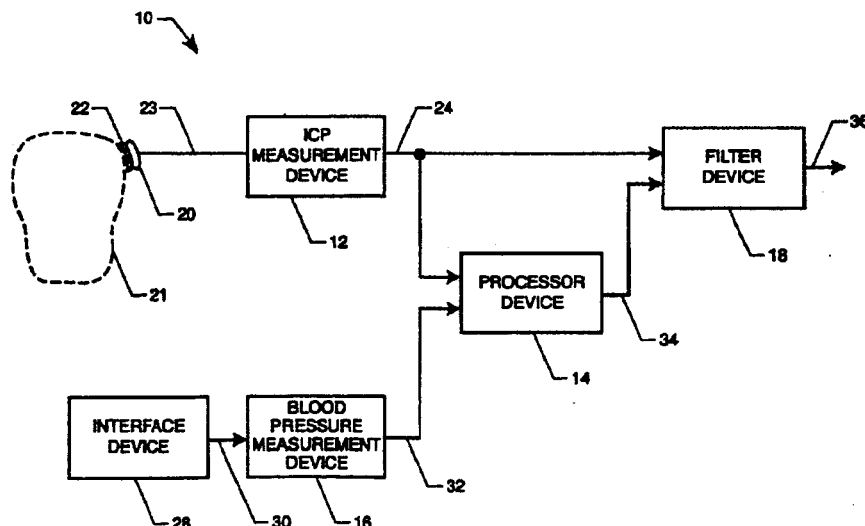 10
22
23
ICP
MEASUREMENT
DEVICE
24
FILTER
DEVICE
36
20
12
18
21
PROCESSOR
DEVICE
34
14
INTERFACE
DEVICE
BLOOD
PRESSURE
MEASUREMENT
DEVICE
32
28
30
16